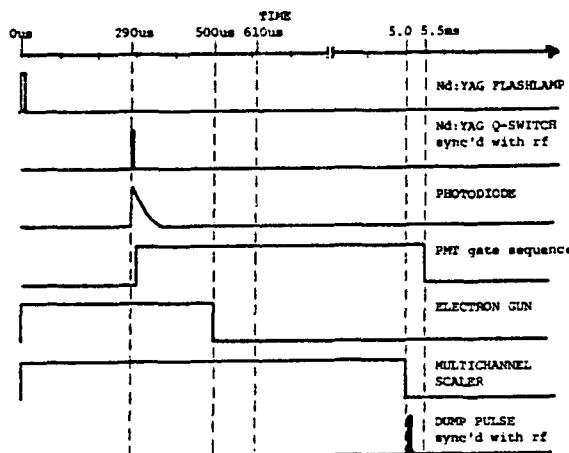 TIME
0us 290us 500us 610us 5.0 5.5ms
Nd:YAG FLASHLAMP
Nd:YAG Q-SWITCH
sync'd with rf
PHOTODIODE
PMT gate sequence
ELECTRON GUN
MULTICHANNEL
SCALER
DUMP PULSE
sync'd with rf